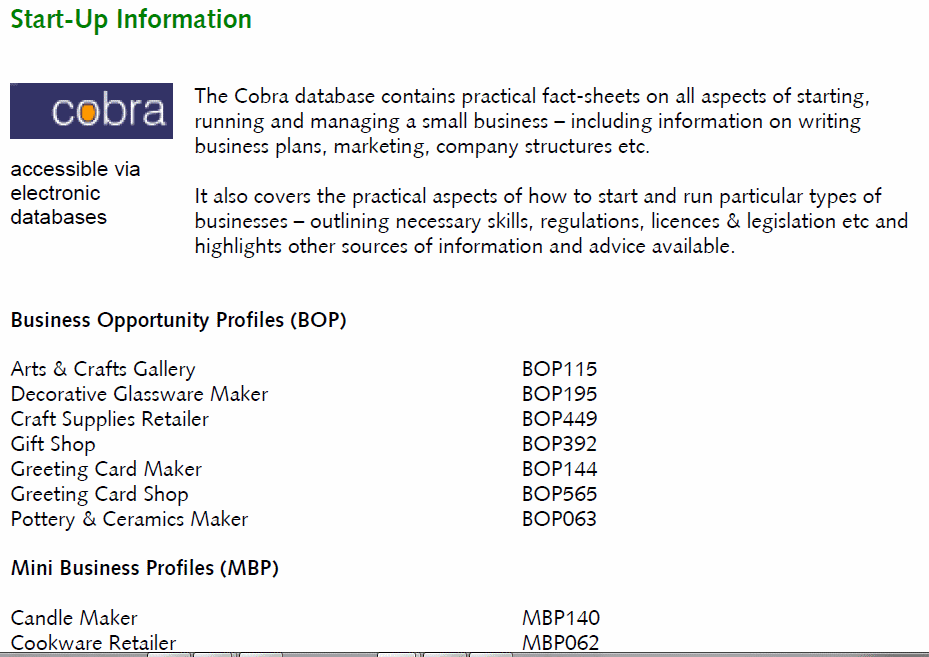 Start-Up Information
cobra
accessible via
electronic
databases
The Cobra database contains practical fact-sheets on all aspects of starting,
running and managing a small business – including information on writing
business plans, marketing, company structures etc.
It also covers the practical aspects of how to start and run particular types of
businesses – outlining necessary skills, regulations, licences & legislation etc and
highlights other sources of information and advice available.
Business Opportunity Profiles (BOP)
Arts & Crafts Gallery BOP115
Decorative Glassware Maker BOP195
Craft Supplies Retailer BOP449
Gift Shop BOP392
Greeting Card Maker BOP144
Greeting Card Shop BOP565
Pottery & Ceramics Maker BOP063
Mini Business Profiles (MBP)
Candle Maker MBP140
Cookware Retailer MBP062